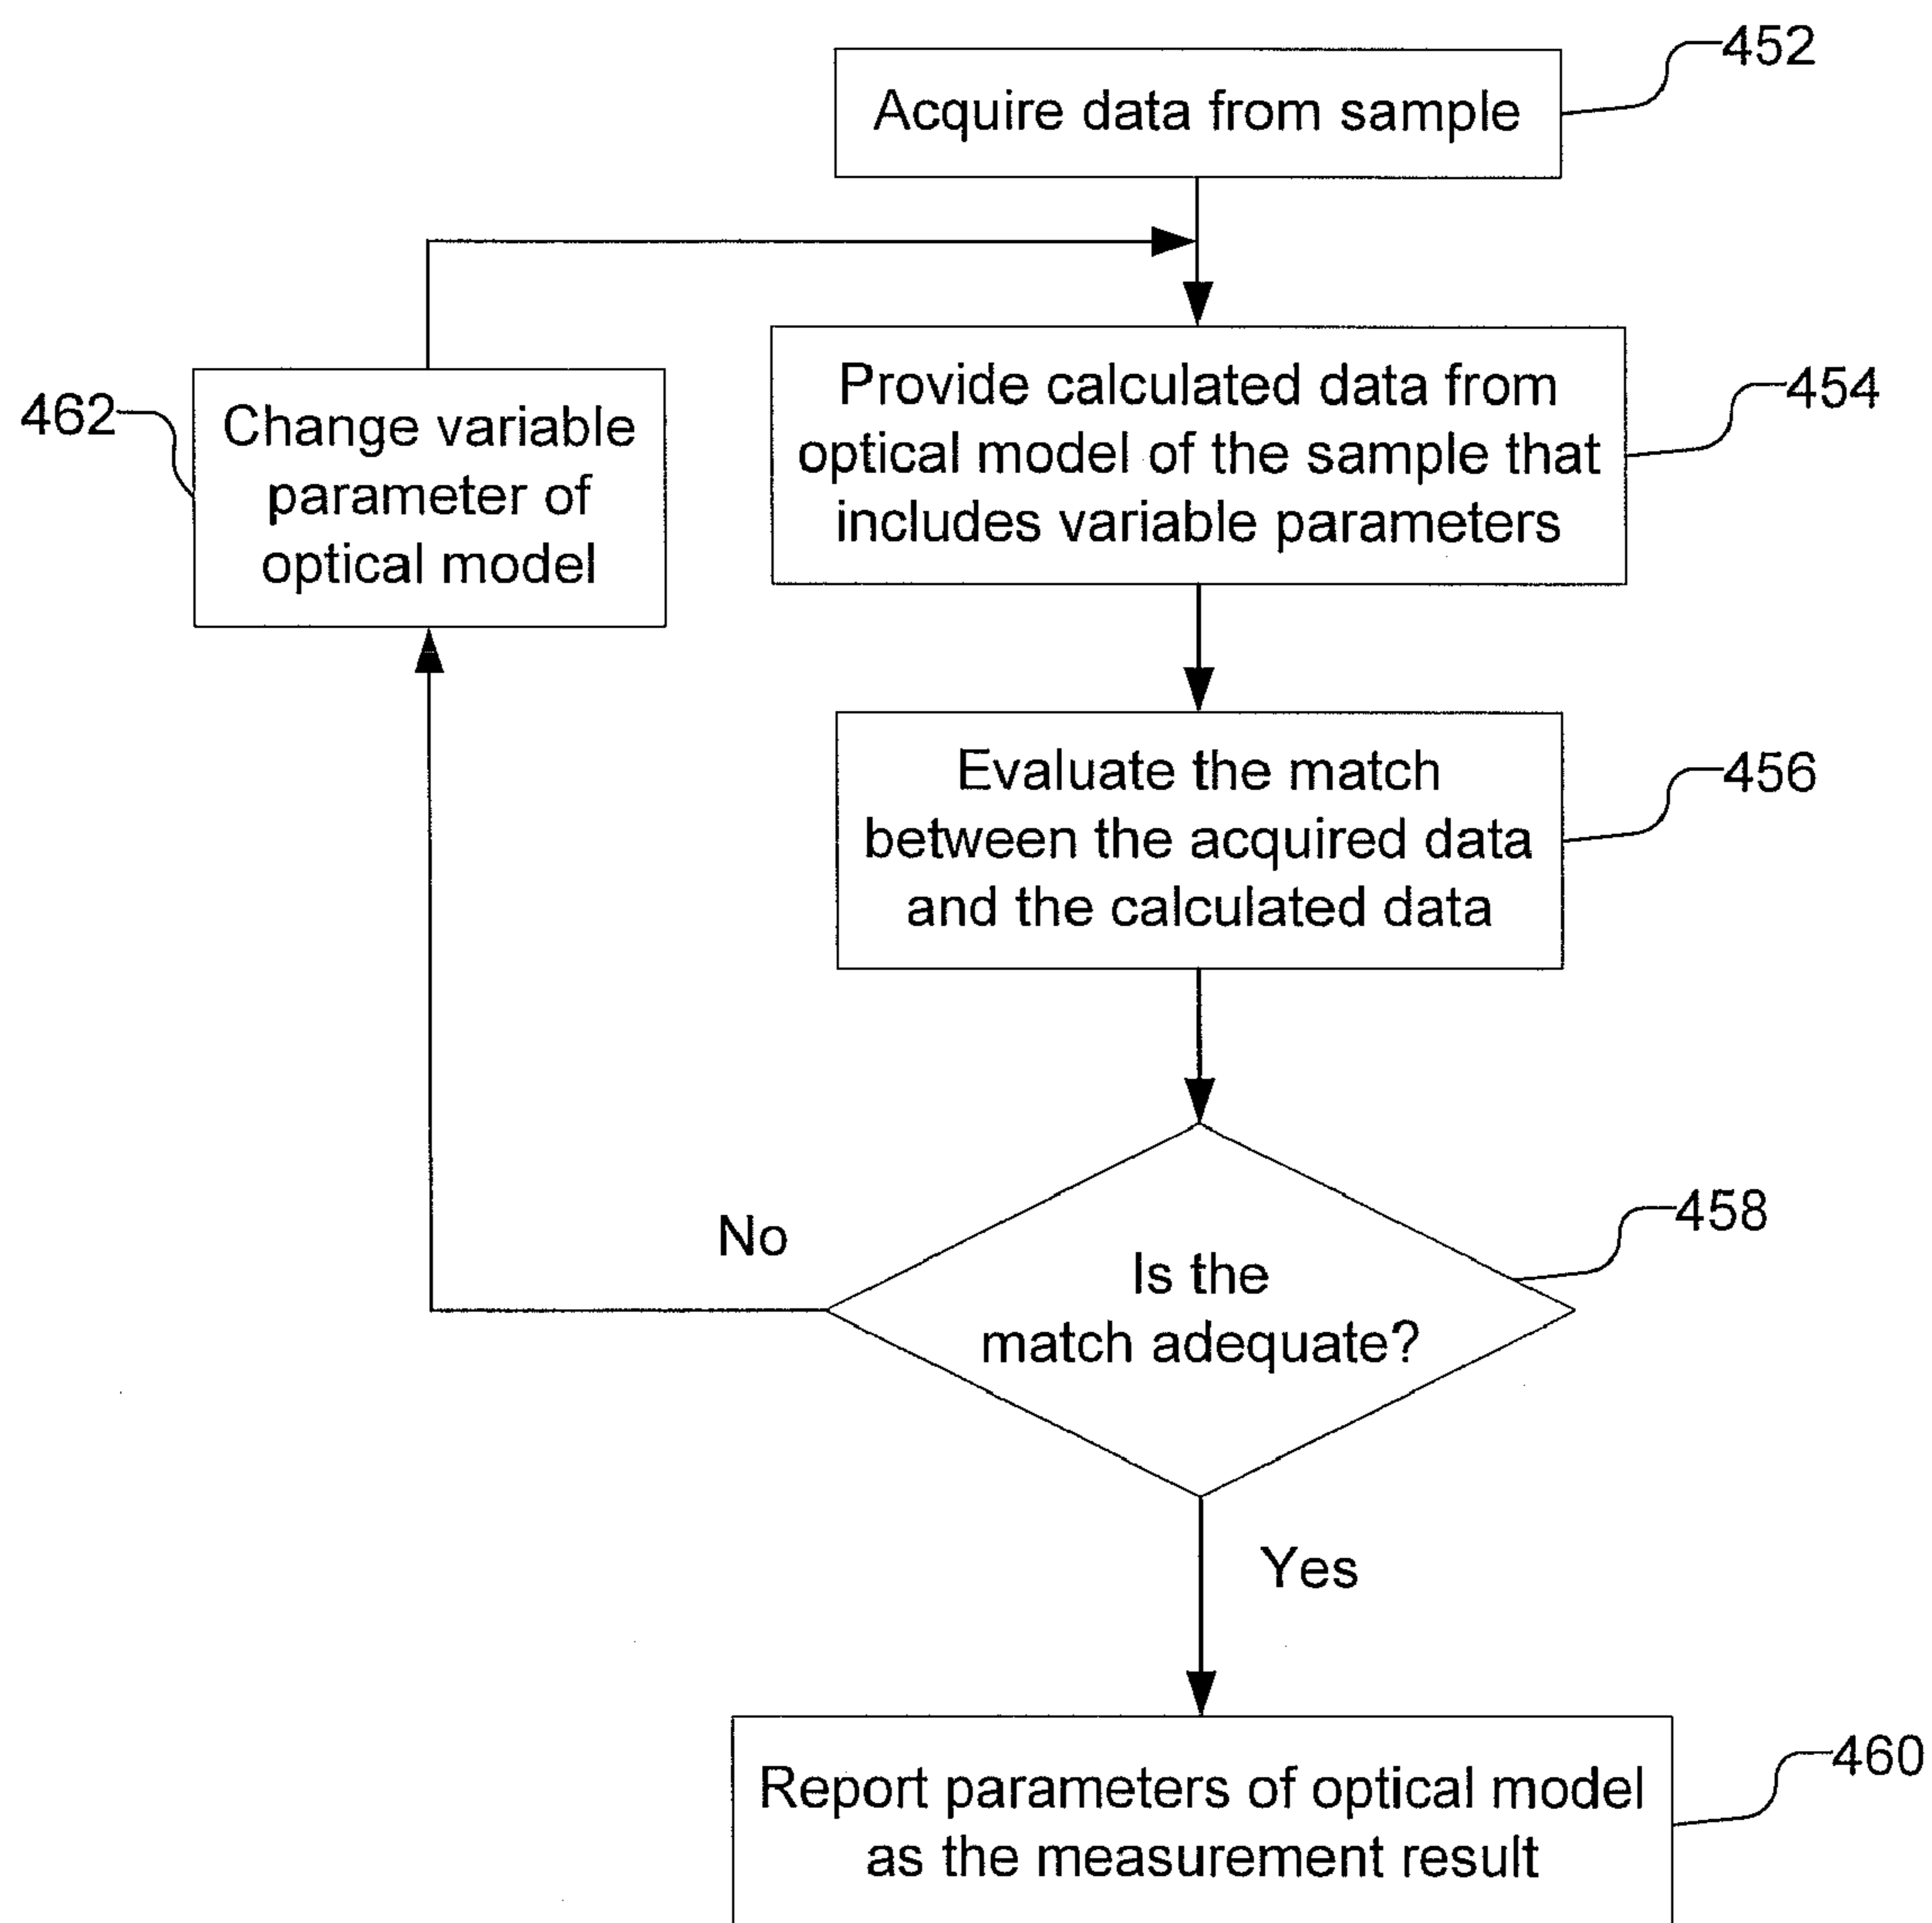 452
Acquire data from sample
462
Change variable
parameter of
optical model
Provide calculated data from
optical model of the sample that
includes variable parameters
454
Evaluate the match
between the acquired data
and the calculated data
456
No
Is the
match adequate?
458
Yes
Report parameters of optical model
as the measurement result
460